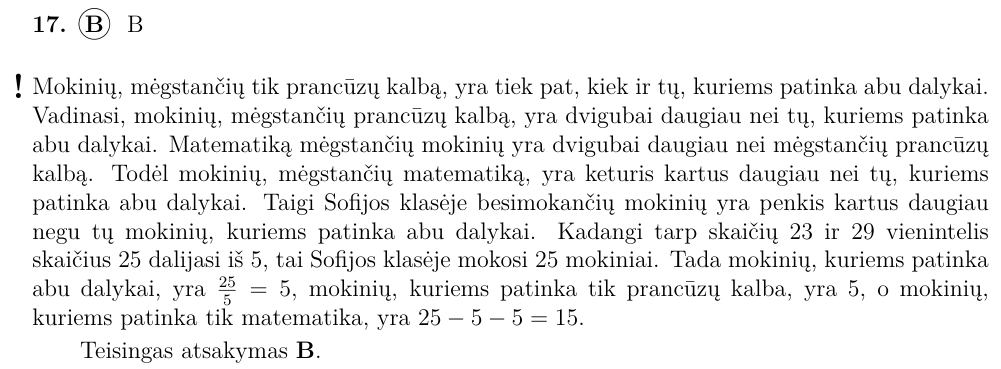 17. B B
! Mokinių, mėgstančių tik prancūzų kalbą, yra tiek pat, kiek ir tų, kuriems patinka abu dalykai.
Vadinasi, mokinių, mėgstančių prancūzų kalbą, yra dvigubai daugiau nei tų, kuriems patinka
abu dalykai. Matematiką mėgstančių mokinių yra dvigubai daugiau nei mėgstančių prancūzų
kalbą. Todėl mokinių, mėgstančių matematiką, yra keturis kartus daugiau nei tų, kuriems
patinka abu dalykai. Taigi Sofijos klasėje besimokančių mokinių yra penkis kartus daugiau
negu tų mokinių, kuriems patinka abu dalykai. Kadangi tarp skaičių 23 ir 29 vienintelis
skaičius 25 dalijasi iš 5, tai Sofijos klasėje mokosi 25 mokiniai. Tada mokinių, kuriems patinka
abu dalykai, yra 25/5 = 5, mokinių, kuriems patinka tik prancūzų kalba, yra 5, o mokinių,
kuriems patinka tik matematika, yra 25 − 5 − 5 = 15.
Teisingas atsakymas B.